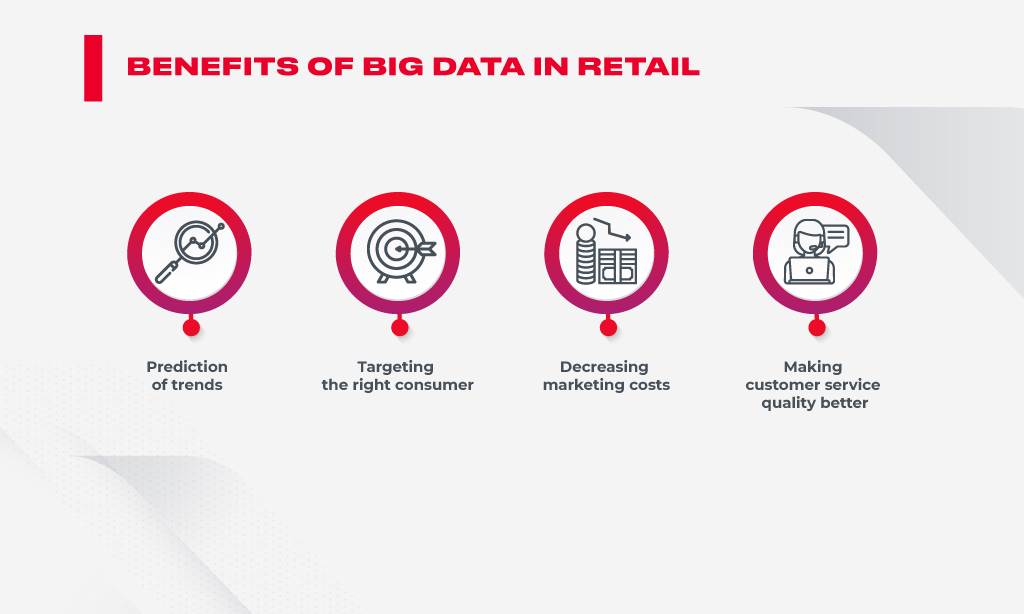 BENEFITS OF BIG DATA IN RETAIL
Prediction
of trends
Targeting
the right consumer
Decreasing
marketing costs
Making
customer service
quality better